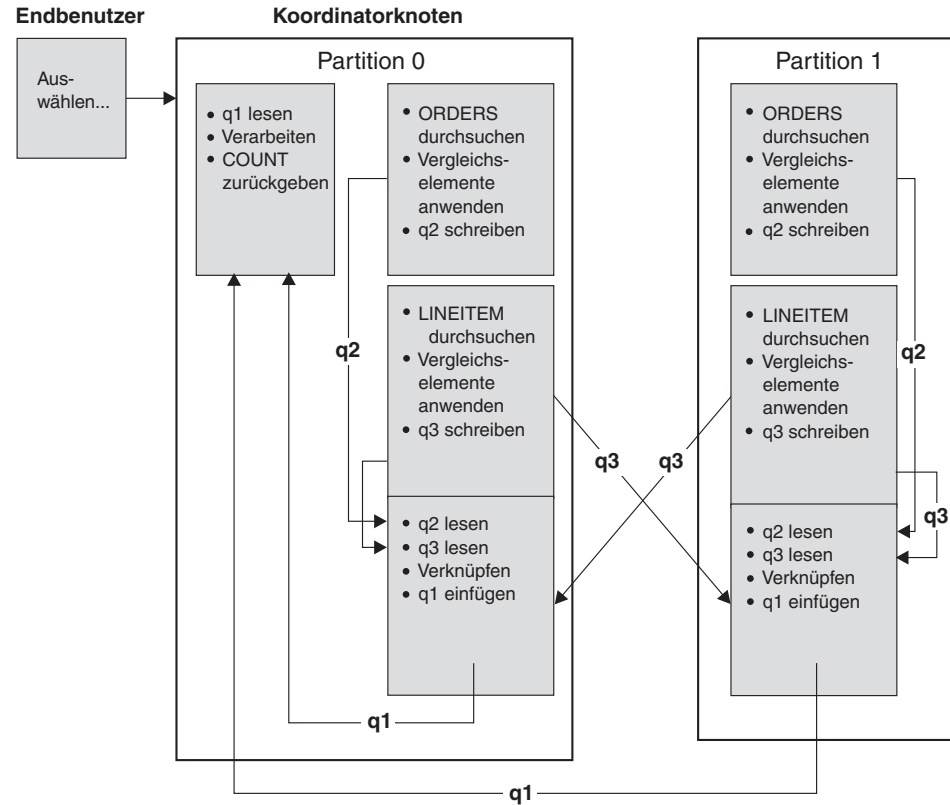 Endbenutzer
Koordinatorknoten
Aus-
wählen...
Partition 0
• q1 lesen
• Verarbeiten
• COUNT
zurückgeben
• ORDERS
durchsuchen
• Vergleichs-
elemente
anwenden
• q2 schreiben
• LINEITEM
durchsuchen
• Vergleichs-
elemente
anwenden
• q3 schreiben
q2
• q2 lesen
• q3 lesen
• Verknüpfen
• q1 einfügen
q1
q3
q3
Partition 1
• ORDERS
durchsuchen
• Vergleichs-
elemente
anwenden
• q2 schreiben
• LINEITEM
durchsuchen
• Vergleichs-
elemente
anwenden
• q3 schreiben
q2
q3
• q2 lesen
• q3 lesen
• Verknüpfen
• q1 einfügen
q1